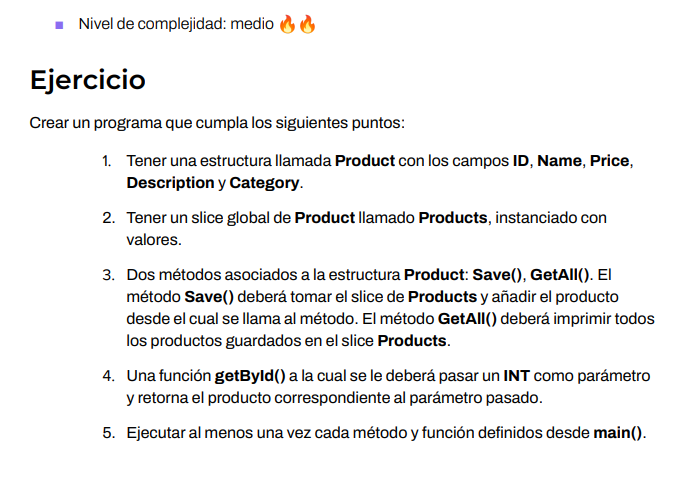 Nivel de complejidad: medio 🔥🔥
Ejercicio
Crear un programa que cumpla los siguientes puntos:
1. Tener una estructura llamada Product con los campos ID, Name, Price,
Description y Category.
2. Tener un slice global de Product llamado Products, instanciado con
valores.
3. Dos métodos asociados a la estructura Product: Save(), GetAll(). El
método Save() deberá tomar el slice de Products y añadir el producto
desde el cual se llama al método. El método GetAll() deberá imprimir todos
los productos guardados en el slice Products.
4. Una función getById() a la cual se le deberá pasar un INT como parámetro
y retorna el producto correspondiente al parámetro pasado.
5. Ejecutar al menos una vez cada método y función definidos desde main().